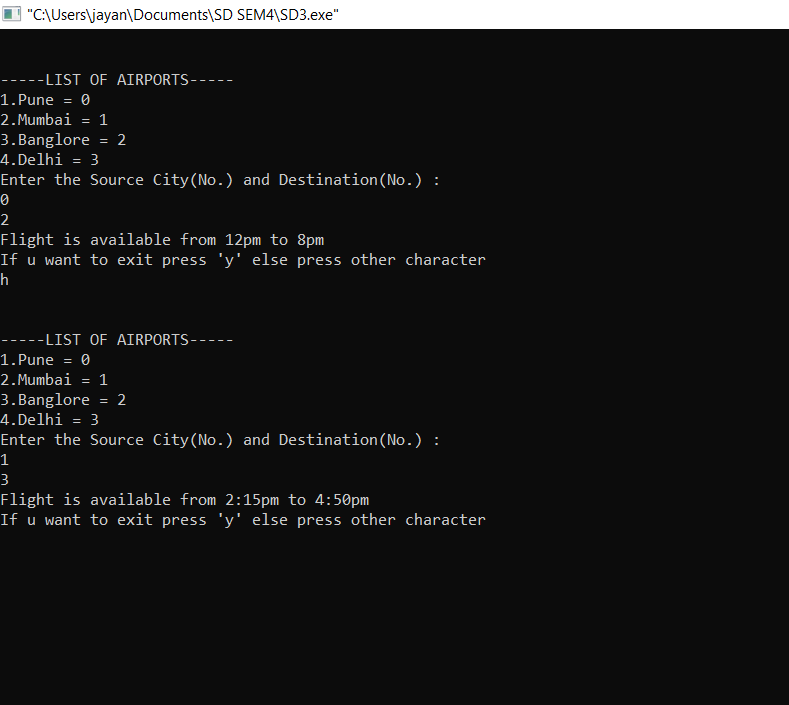 "C:\Users\jayan\Documents\SD SEM4\SD3.exe"
-----LIST OF AIRPORTS-----
1.Pune = 0
2.Mumbai = 1
3.Banglore = 2
4.Delhi = 3
Enter the Source City(No.) and Destination(No.) :
0
2
Flight is available from 12pm to 8pm
If u want to exit press 'y' else press other character
h
-----LIST OF AIRPORTS-----
1.Pune = 0
2.Mumbai = 1
3.Banglore = 2
4.Delhi = 3
Enter the Source City(No.) and Destination(No.) :
1
3
Flight is available from 2:15pm to 4:50pm
If u want to exit press 'y' else press other character